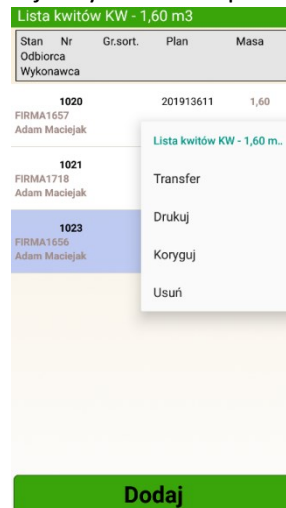 Lista kwitów KW - 1,60 m3
Stan Nr Gr.sort. Plan Masa
Odbiorca
Wykonawca
1020 201913611 1,60
FIRMA1657
Adam Maciejak
Lista kwitów KW - 1,60 m..
1021
FIRMA1718
Transfer
Adam Maciejak
Drukuj
1023
FIRMA1656
Koryguj
Adam Maciejak
Usuń
Dodaj